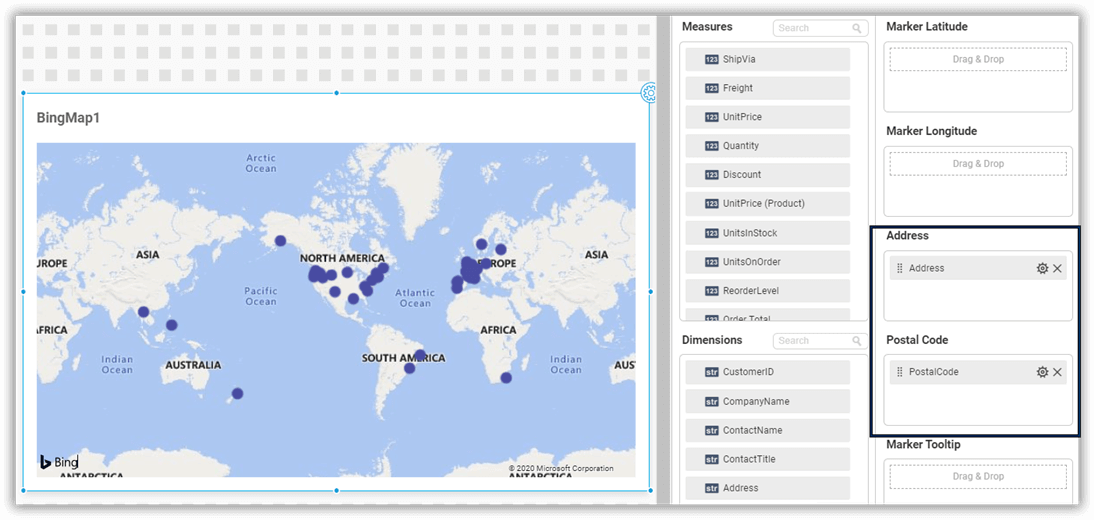 BingMap1
Arctic
Ocean
NORTH AMERICA
UROPE
ASIA
EUROPE
ASIA
Pacific
Ocean
Atlantic
Ocean
AFRICA
AFRICA
SOUTH AMERICA
Indian
Ocean
AUSTRALIA
Indian
Ocean
AUST
Bing
© 2020 Microsoft Corporation
ANTARCTICA
ANTARCTICA
Measures
Search
123 ShipVia
123 Freight
123 UnitPrice
123 Quantity
123 Discount
123 UnitPrice (Product)
123 UnitsInStock
123 UnitsOnOrder
123 ReorderLevel
123 Order Total
Dimensions
Search
str CustomerID
str CompanyName
str ContactName
str ContactTitle
str Address
Marker Latitude
Drag & Drop
Marker Longitude
Drag & Drop
Address
Address
Postal Code
PostalCode
Marker Tooltip
Drag & Drop